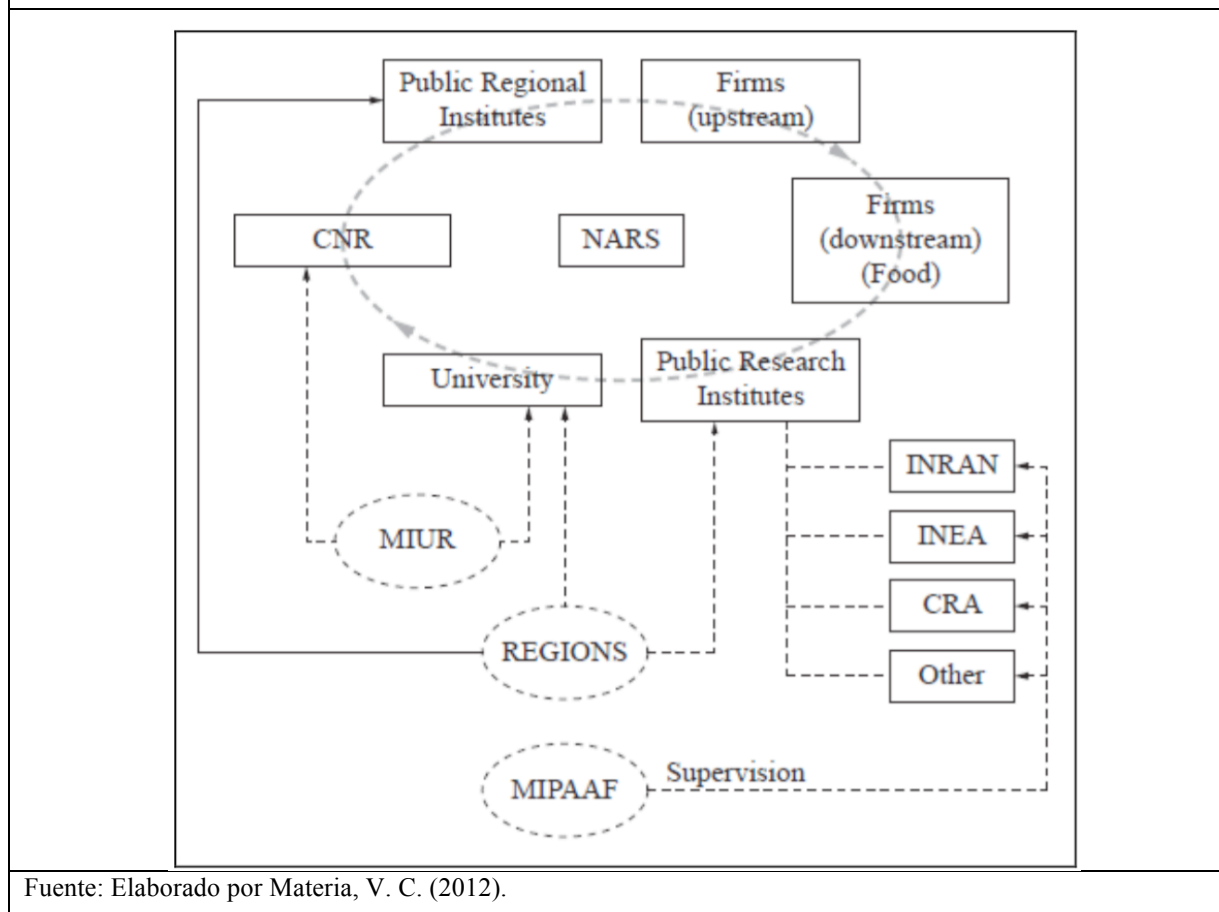 Public Regional
Institutes
Firms
(upstream)
CNR
NARS
Firms
(downstream)
(Food)
University
Public Research
Institutes
INRAN
MIUR
INEA
CRA
REGIONS
Other
MIPAAF
Supervision
Fuente: Elaborado por Materia, V. C. (2012).